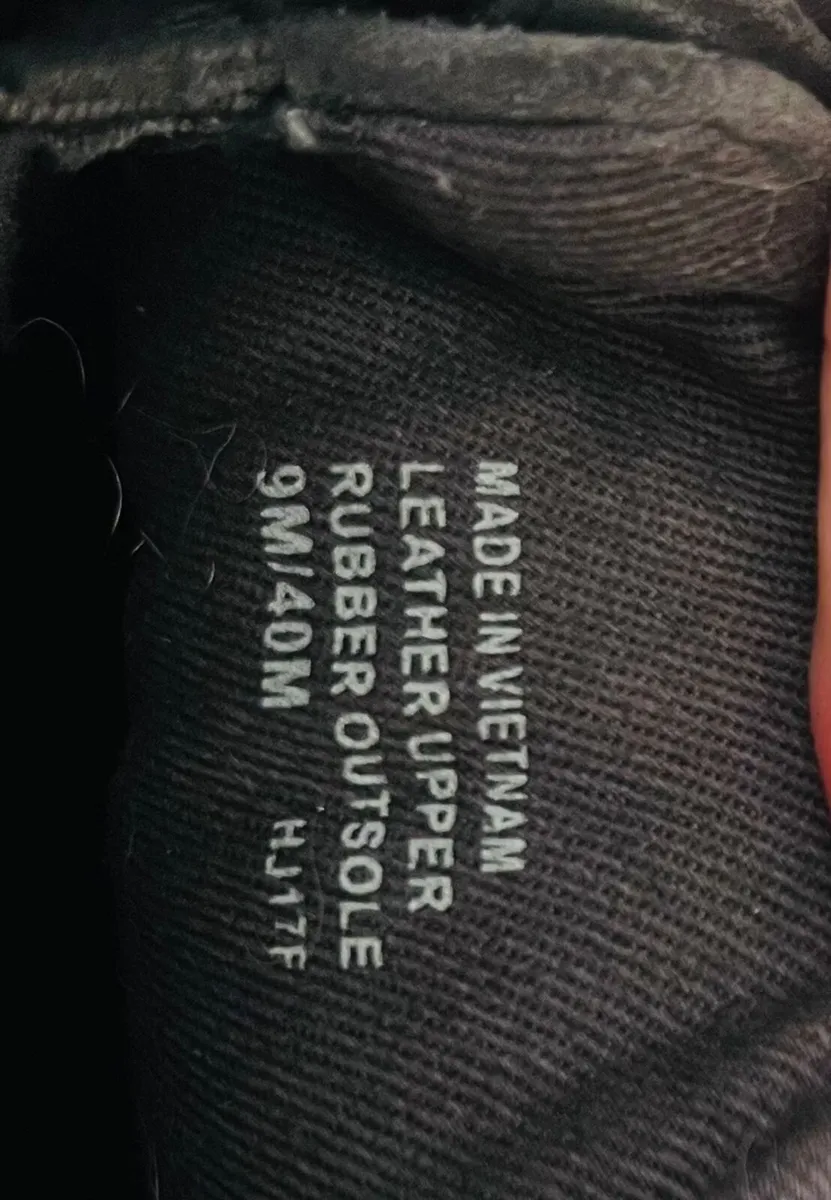 MADE IN VIETNAM
LEATHER UPPER
RUBBER OUTSOLE
9M/40M HJ17F